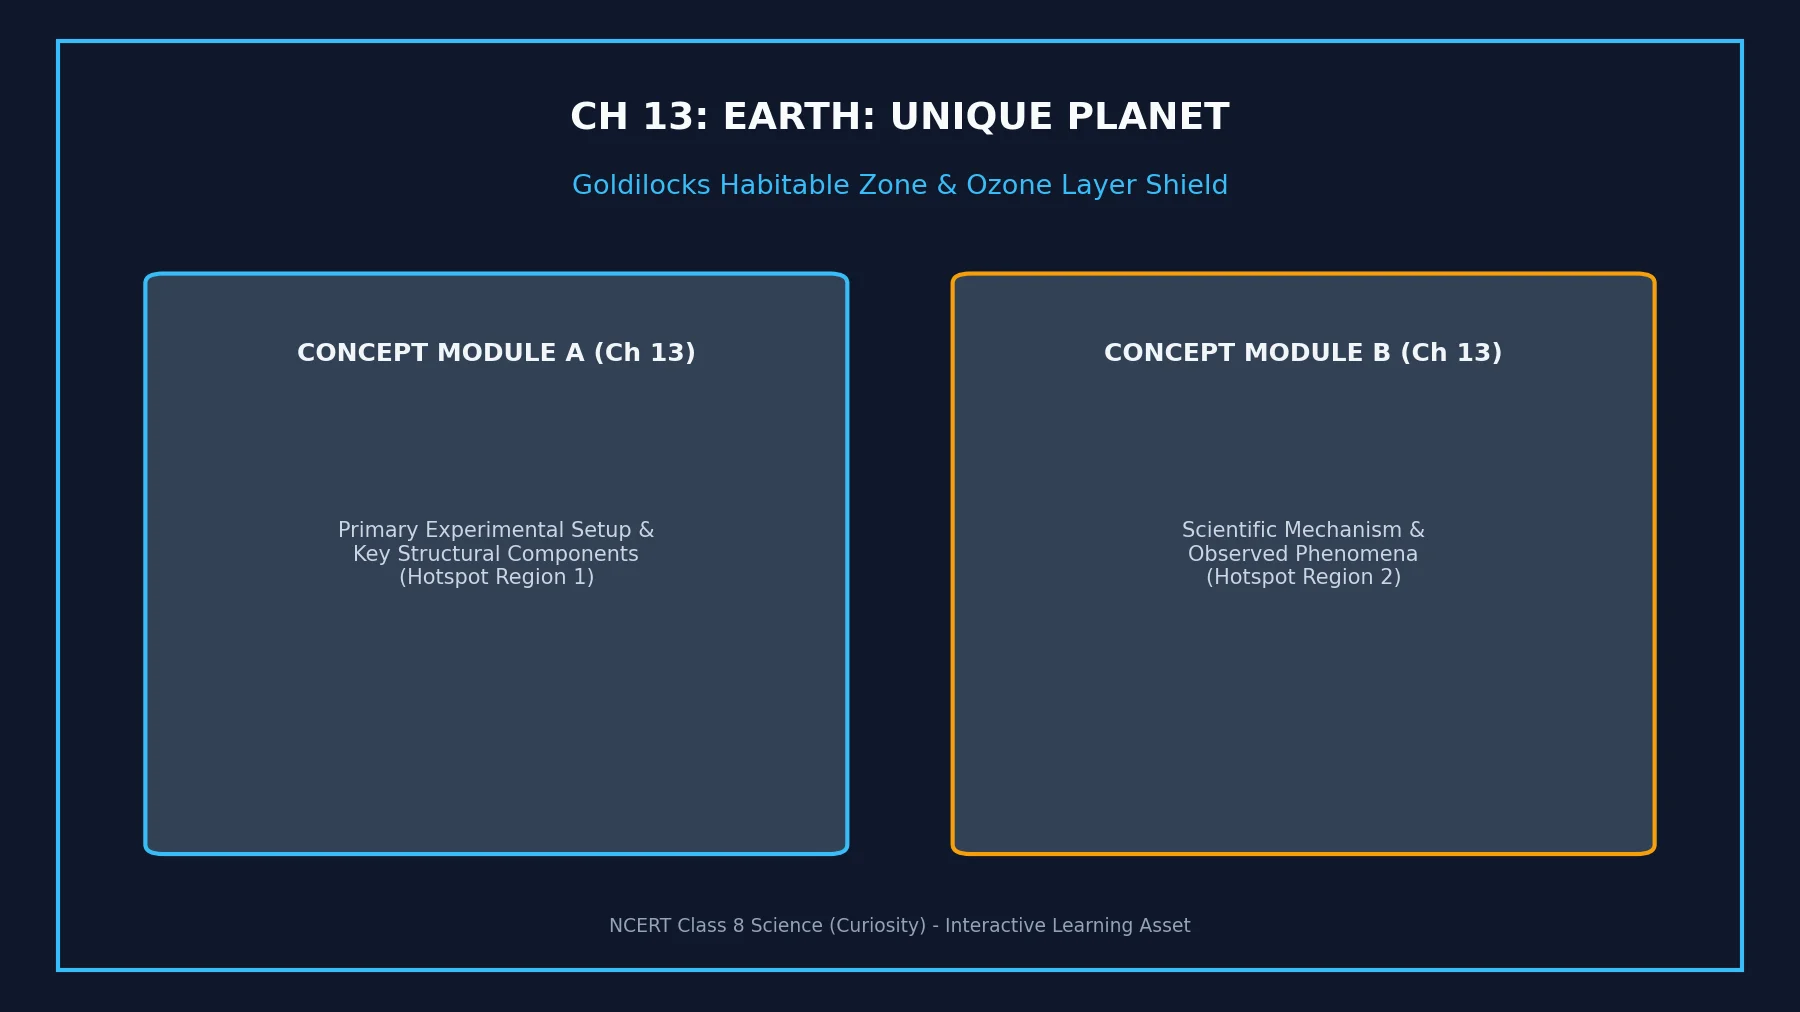 CH 13: EARTH: UNIQUE PLANET
Goldilocks Habitable Zone & Ozone Layer Shield
CONCEPT MODULE A (Ch 13)
Primary Experimental Setup &
Key Structural Components
(Hotspot Region 1)
CONCEPT MODULE B (Ch 13)
Scientific Mechanism &
Observed Phenomena
(Hotspot Region 2)
NCERT Class 8 Science (Curiosity) - Interactive Learning Asset